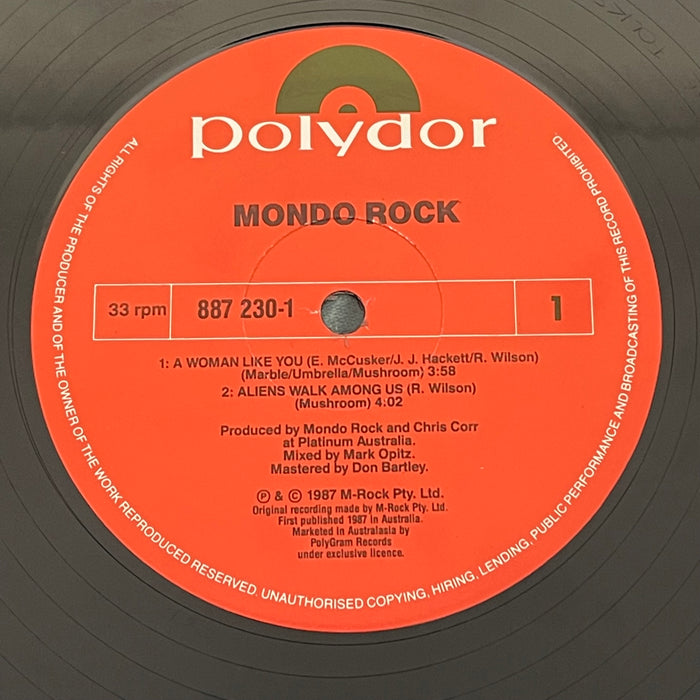 polydor
MONDO ROCK
33 rpm 887 230-1 1
1: A WOMAN LIKE YOU (E. McCusker/J. J. Hackett/R. Wilson)
(Marble/Umbrella/Mushroom) 3:58
2: ALIENS WALK AMONG US (R. Wilson)
(Mushroom) 4:02
Produced by Mondo Rock and Chris Corr
at Platinum Australia.
Mixed by Mark Opitz.
Mastered by Don Bartley.
℗ & © 1987 M-Rock Pty. Ltd.
Original recording made by M-Rock Pty. Ltd.
First published 1987 in Australia.
Marketed in Australasia by
PolyGram Records
under exclusive licence.
ALL RIGHTS OF THE PRODUCER AND OF THE OWNER OF THE WORK REPRODUCED RESERVED. UNAUTHORISED COPYING, HIRING, LENDING, PUBLIC PERFORMANCE AND BROADCASTING OF THIS RECORD PROHIBITED.